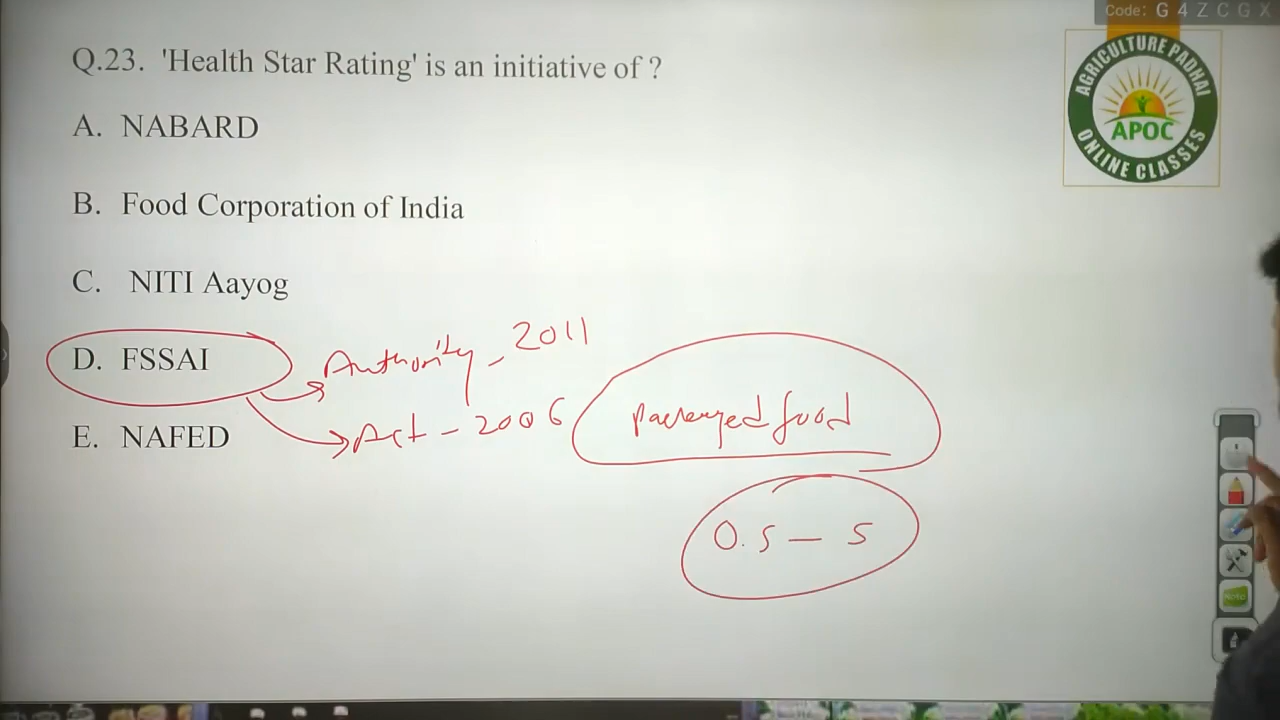 Code: G 4 Z C G X
Q.23. 'Health Star Rating' is an initiative of ?
A. NABARD
B. Food Corporation of India
C. NITI Aayog
D. FSSAI
Authority - 2011
Act - 2006
E. NAFED
packaged food
0.5 - 5
AGRICULTURE PADHAI
APOC
ONLINE CLASSES
Note